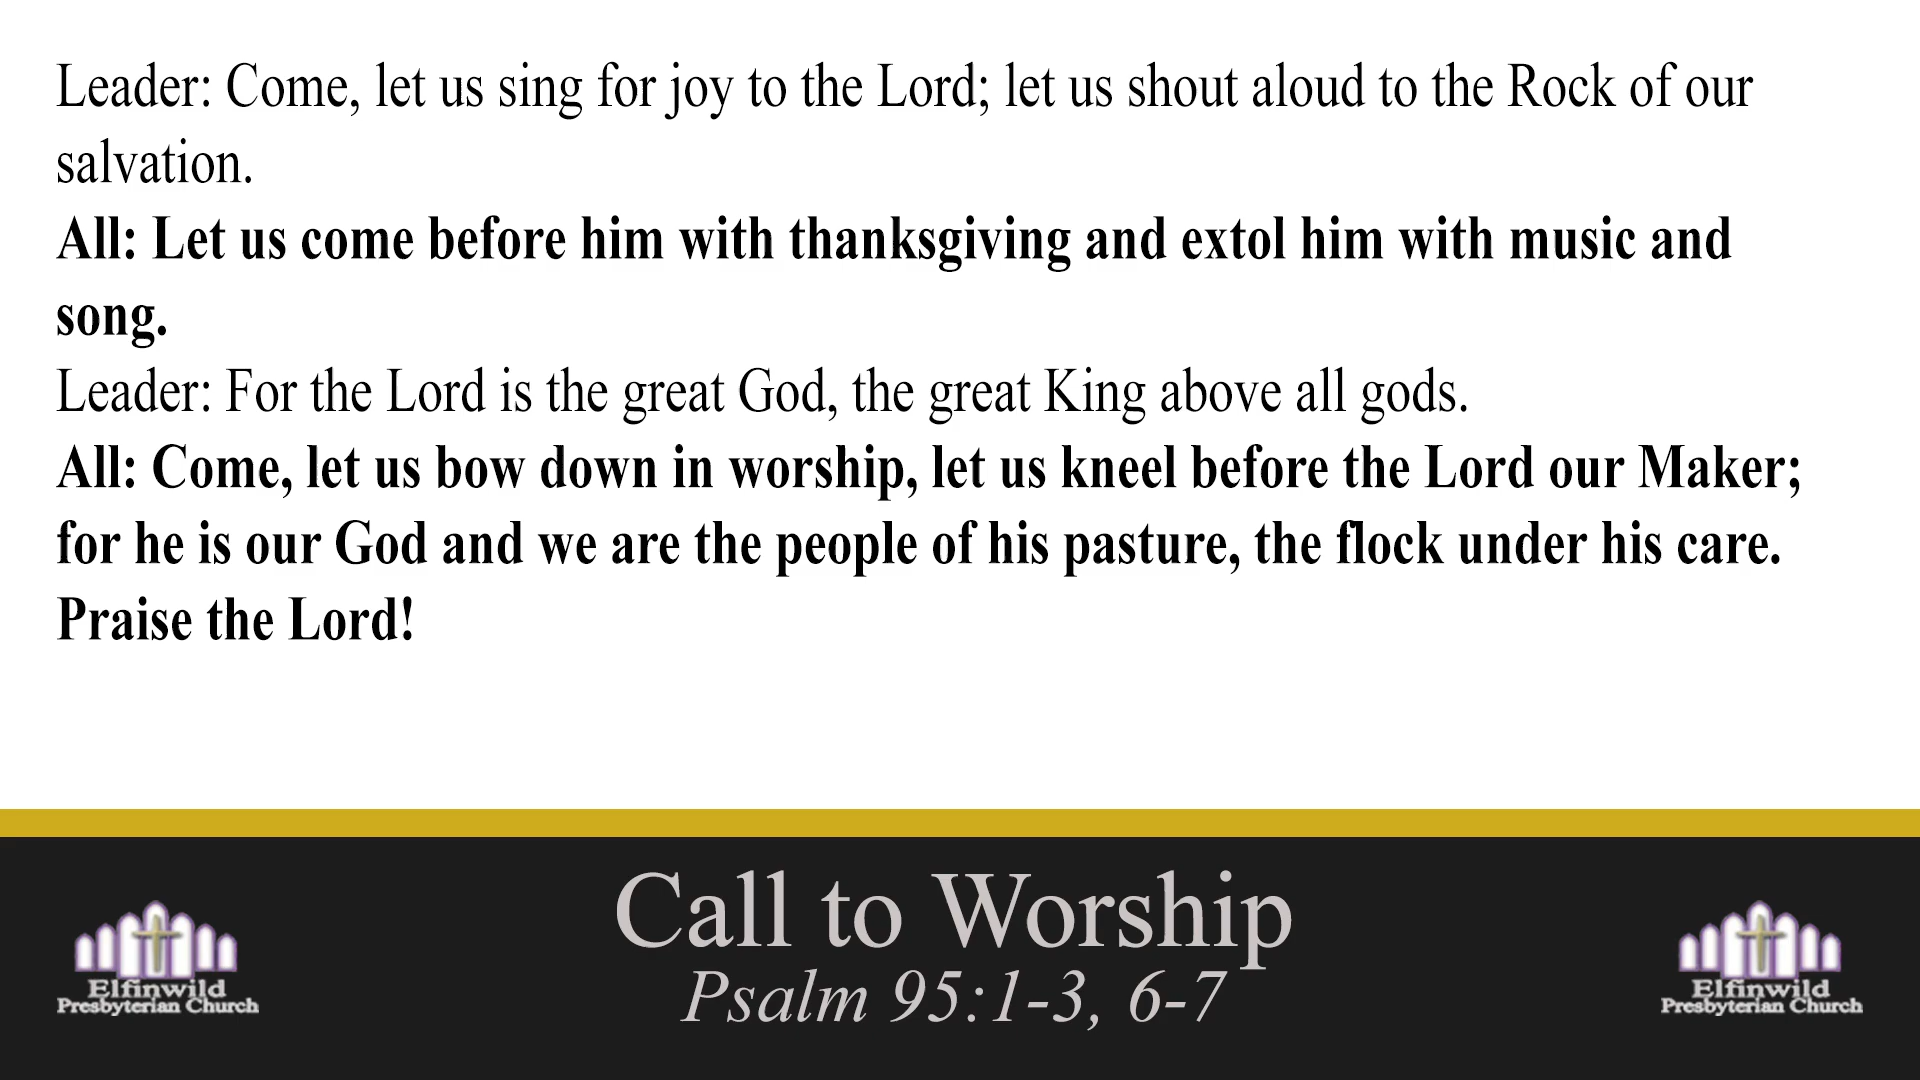 Leader: Come, let us sing for joy to the Lord; let us shout aloud to the Rock of our
salvation.
All: Let us come before him with thanksgiving and extol him with music and
song.
Leader: For the Lord is the great God, the great King above all gods.
All: Come, let us bow down in worship, let us kneel before the Lord our Maker;
for he is our God and we are the people of his pasture, the flock under his care.
Praise the Lord!
Call to Worship
Psalm 95:1-3, 6-7
Elfinwild
Presbyterian Church
Elfinwild
Presbyterian Church